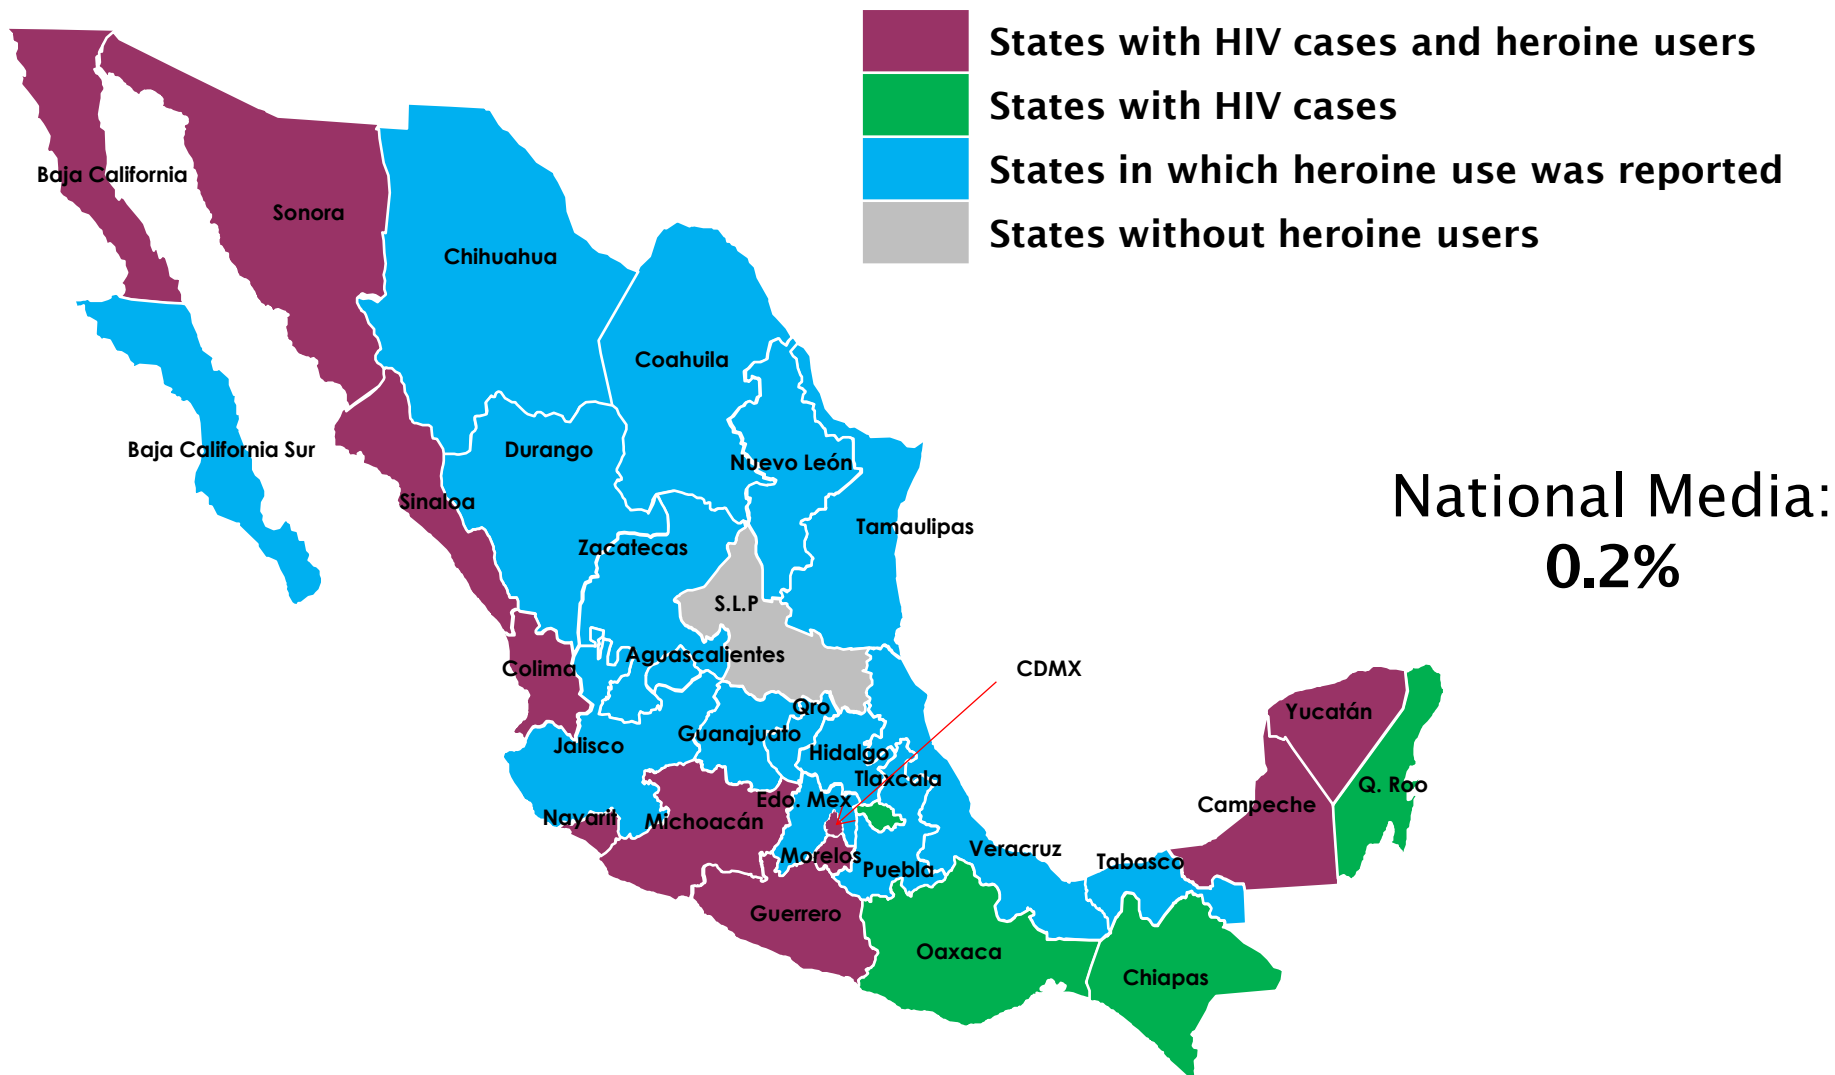 States with HIV cases and heroine users
States with HIV cases
States in which heroine use was reported
States without heroine users
Baja California
Sonora
Chihuahua
Coahuila
Baja California Sur
Durango
Nuevo León
Sinaloa
Tamaulipas
Zacatecas
National Media:
0.2%
S.L.P
Aguascalientes
Colima
CDMX
Qro
Yucatán
Guanajuato
Jalisco
Hidalgo
Tlaxcala
Q. Roo
Edo. Mex
Campeche
Nayarit
Michoacán
Morelos
Veracruz
Tabasco
Puebla
Guerrero
Oaxaca
Chiapas